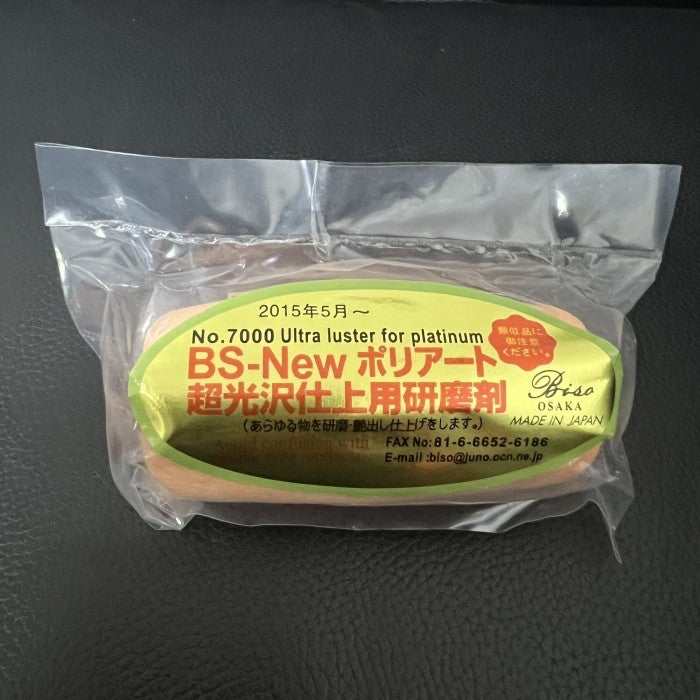 2015年5月～
No.7000 Ultra luster for platinum
類似品に
御注意
ください。
BS-New ポリアート
超光沢仕上用研磨剤
Biso
OSAKA
MADE IN JAPAN
(あらゆる物を研磨・艶出し仕上げをします。)
FAX No: 81-6-6652-6186
E-mail :biso@juno.ocn.ne.jp